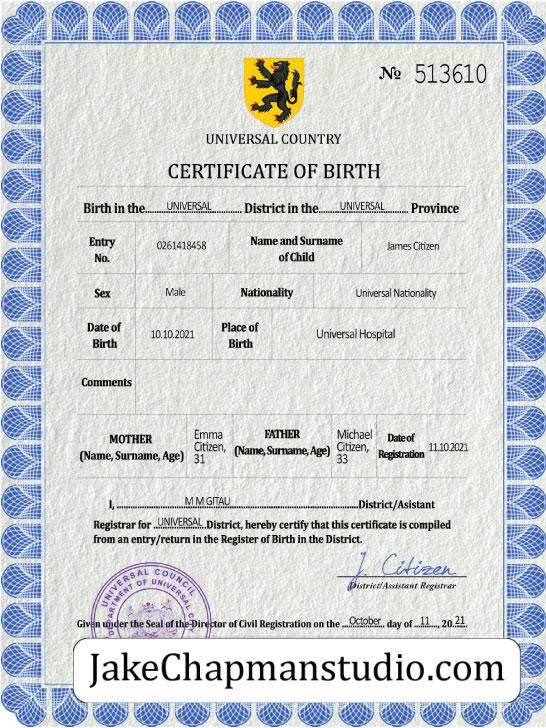 № 513610
UNIVERSAL COUNTRY
CERTIFICATE OF BIRTH
Birth in the UNIVERSAL District in the UNIVERSAL Province
Entry No. 0261418458 Name and Surname of Child James Citizen
Sex Male Nationality Universal Nationality
Date of Birth 10.10.2021 Place of Birth Universal Hospital
Comments
MOTHER (Name, Surname, Age) Emma Citizen, 31 FATHER (Name, Surname, Age) Michael Citizen, 33 Date of Registration 11.10.2021
I, M M GITAU District/Asistant
Registrar for UNIVERSAL District, hereby certify that this certificate is compiled
from an entry/return in the Register of Birth in the District.
J. Citizen
District/Assistant Registrar
UNIVERSAL COUNCIL
DEPARTMENT OF UNIVERSAL CITY
Given under the Seal of the Director of Civil Registration on the October day of 11, 20 21
JakeChapmanstudio.com